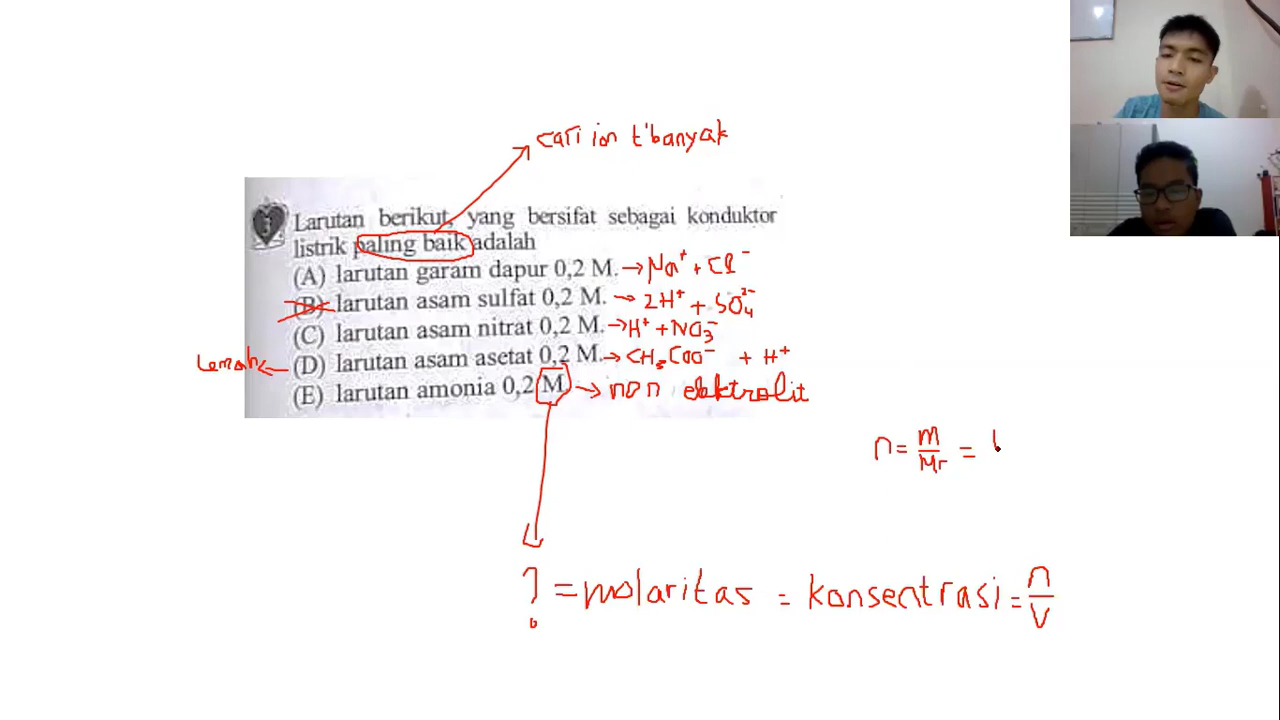 cari ion t'banyak
Larutan berikut, yang bersifat sebagai konduktor
listrik paling baik adalah
(A) larutan garam dapur 0,2 M. → Na⁺ + Cl⁻
(B) larutan asam sulfat 0,2 M. → 2H⁺ + SO₄²⁻
(C) larutan asam nitrat 0,2 M. → H⁺ + NO₃⁻
lemah ← (D) larutan asam asetat 0,2 M. → CH₃COO⁻ + H⁺
(E) larutan amonia 0,2 M → non elektrolit
n = m/Mr =
? = molaritas = konsentrasi = n/v